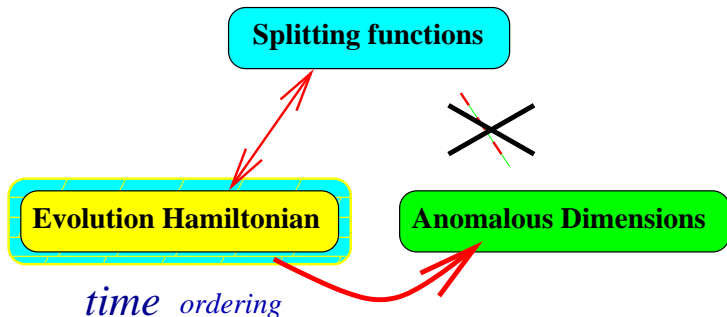 Splitting functions
Evolution Hamiltonian
Anomalous Dimensions
time ordering